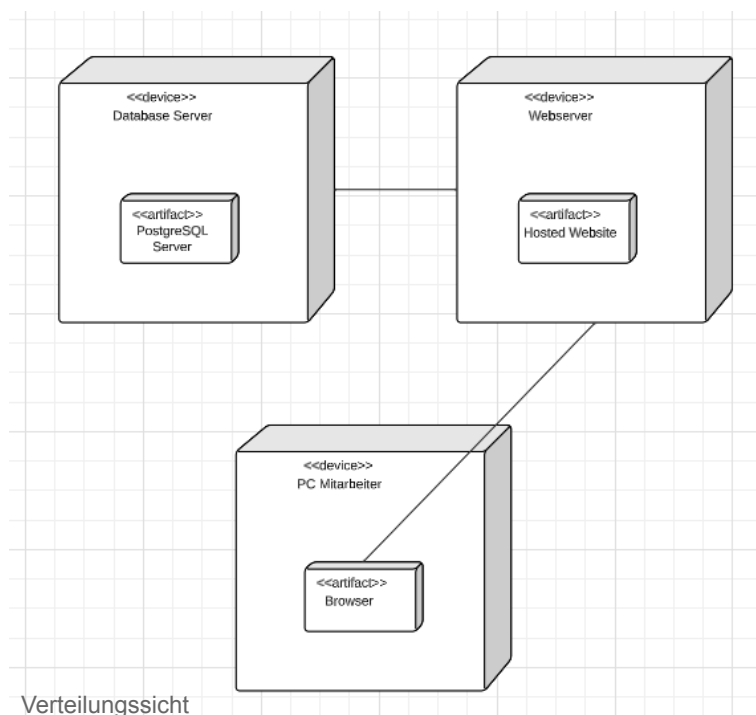 <<device>>
Database Server
<<artifact>>
PostgreSQL
Server
<<device>>
Webserver
<<artifact>>
Hosted Website
<<device>>
PC Mitarbeiter
<<artifact>>
Browser
Verteilungssicht